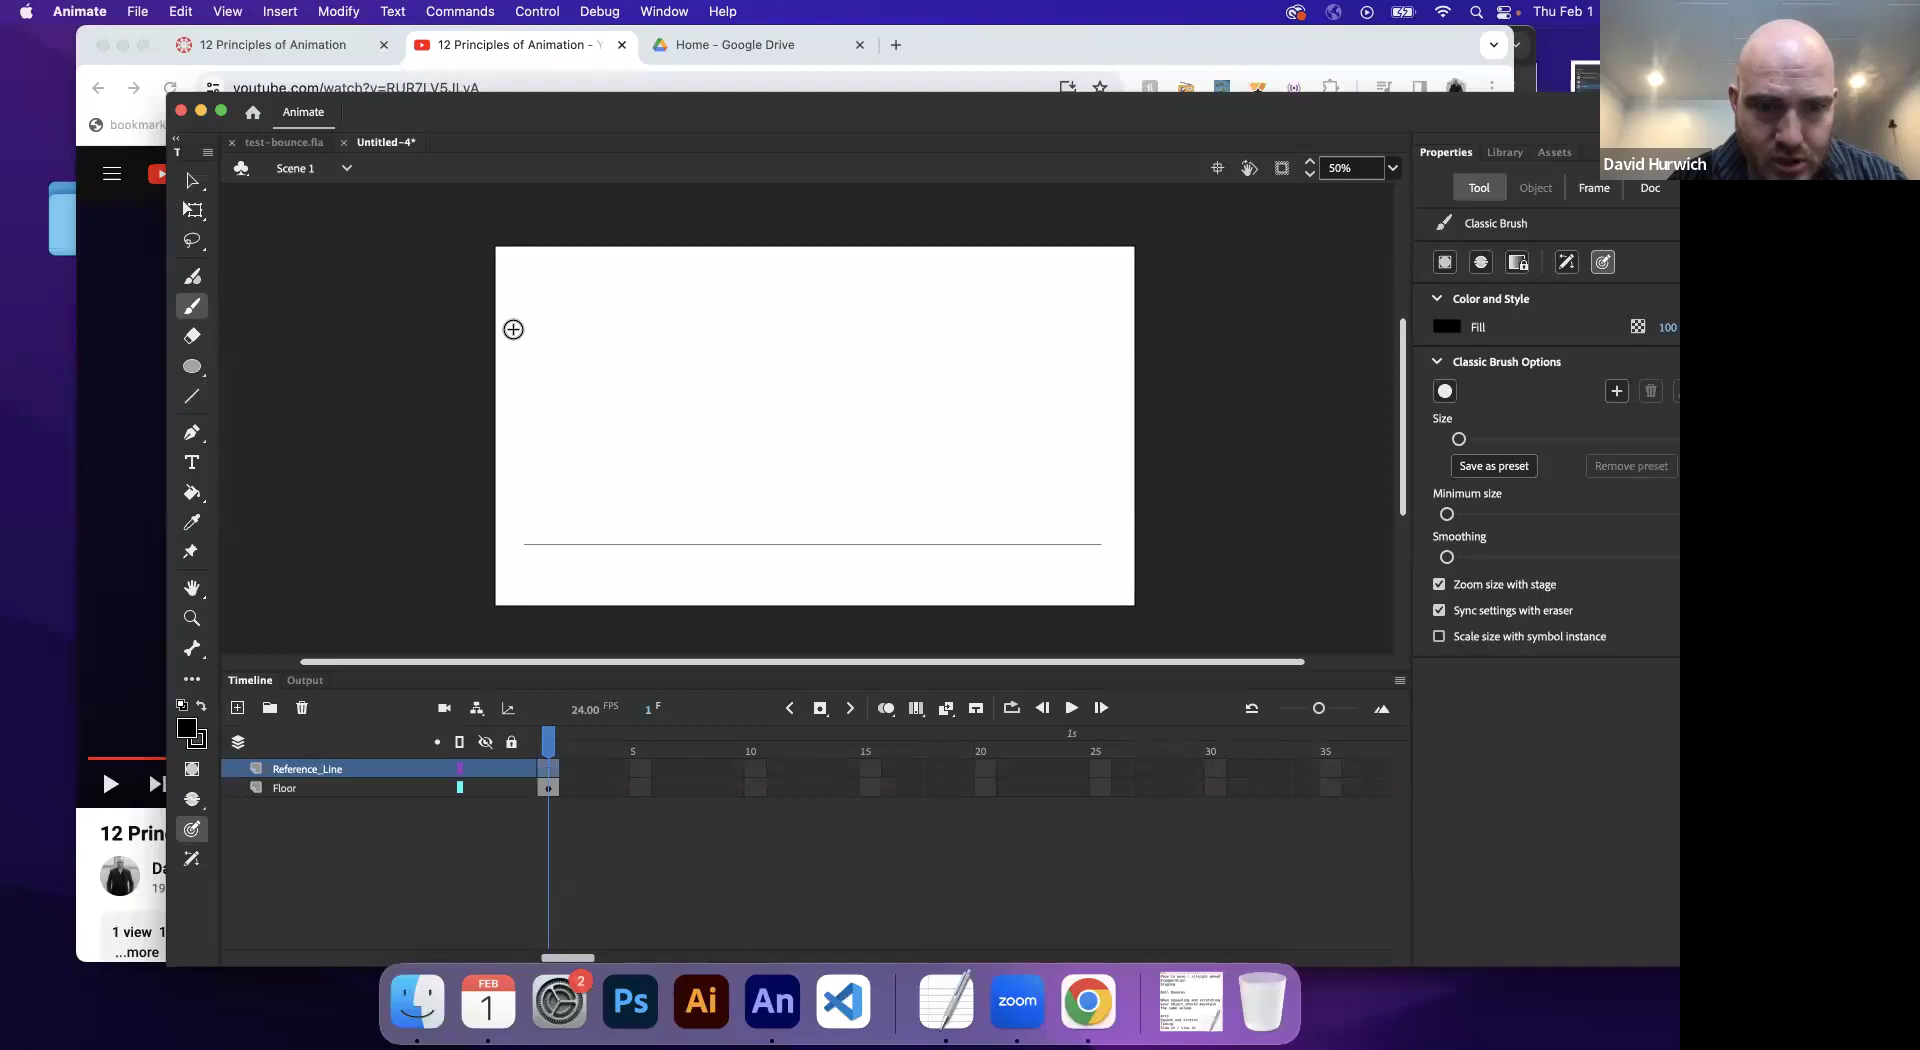 Animate File Edit View Insert Modify Text Commands Control Debug Window Help Thu Feb 1
12 Principles of Animation 12 Principles of Animation - Home - Google Drive
youtube.com/watch?v=RUR7LV5JLvA
bookmark
Animate
test-bounce.fla Untitled-4*
T
Scene 1 50%
Properties Library Assets
David Hurwich
Tool Object Frame Doc
Classic Brush
Color and Style
Fill 100
Classic Brush Options
Size
Save as preset Remove preset
Minimum size
Smoothing
Zoom size with stage
Sync settings with eraser
Scale size with symbol instance
Timeline Output
24.00 FPS 1 F
1s
5 10 15 20 25 30 35
Reference_Line
Floor
12 Prin
Da
19
1 view 1
...more
FEB
1
2
Ps Ai An zoom